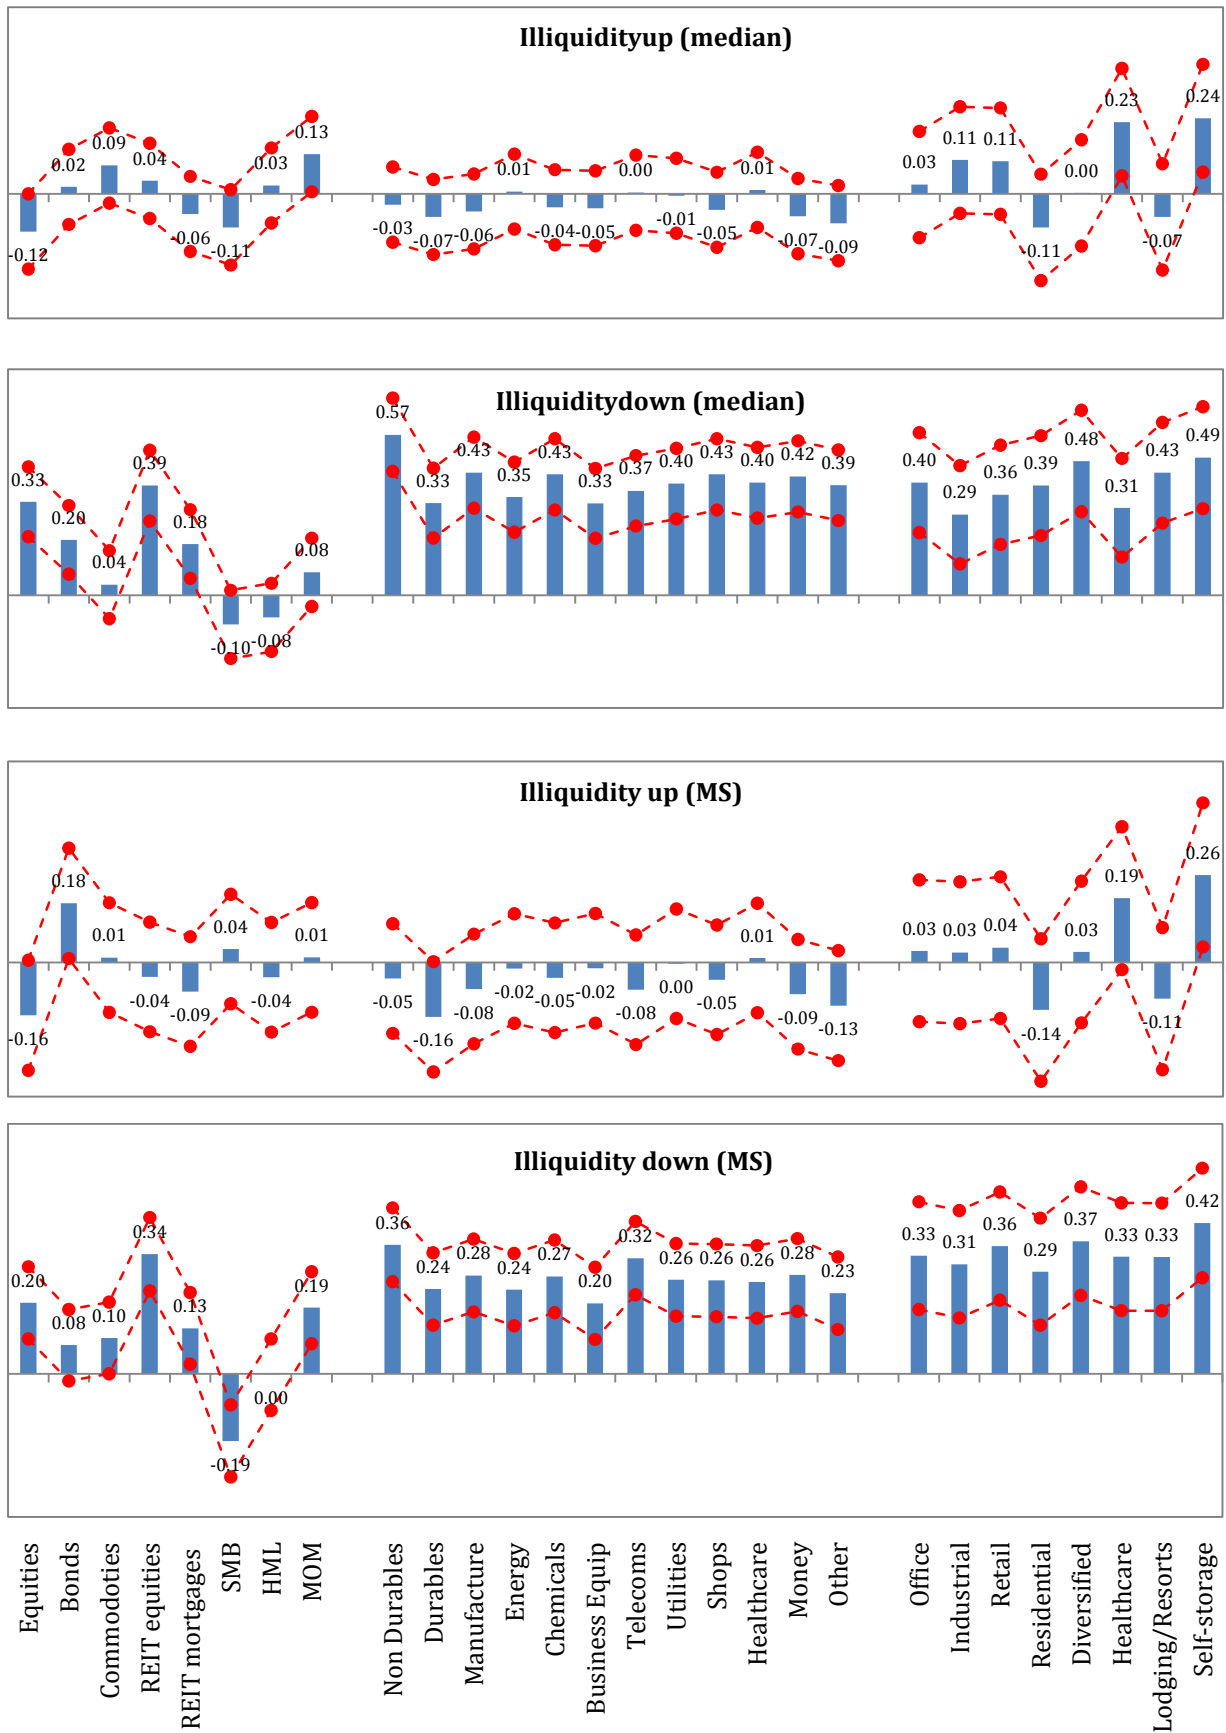 Illiquidityup (median)
-0.12 0.02 0.09 0.04 -0.06 -0.11 0.03 0.13 -0.03 -0.07 -0.06 0.01 -0.04 -0.05 0.00 -0.01 -0.05 0.01 -0.07 -0.09 0.03 0.11 0.11 -0.11 0.00 0.23 -0.07 0.24
Illiquiditydown (median)
0.33 0.20 0.04 0.39 0.18 -0.10 -0.08 0.08 0.57 0.33 0.43 0.35 0.43 0.33 0.37 0.40 0.43 0.40 0.42 0.39 0.40 0.29 0.36 0.39 0.48 0.31 0.43 0.49
Illiquidity up (MS)
-0.16 0.18 0.01 -0.04 -0.09 0.04 -0.04 0.01 -0.05 -0.16 -0.08 -0.02 -0.05 -0.02 -0.08 0.00 -0.05 0.01 -0.09 -0.13 0.03 0.03 0.04 -0.14 0.03 0.19 -0.11 0.26
Illiquidity down (MS)
0.20 0.08 0.10 0.34 0.13 -0.19 0.00 0.19 0.36 0.24 0.28 0.24 0.27 0.20 0.32 0.26 0.26 0.26 0.28 0.23 0.33 0.31 0.36 0.29 0.37 0.33 0.33 0.42
Equities
Bonds
Commodoties
REIT equities
REIT mortgages
SMB
HML
MOM
Non Durables
Durables
Manufacture
Energy
Chemicals
Business Equip
Telecoms
Utilities
Shops
Healthcare
Money
Other
Office
Industrial
Retail
Residential
Diversified
Healthcare
Lodging/Resorts
Self-storage